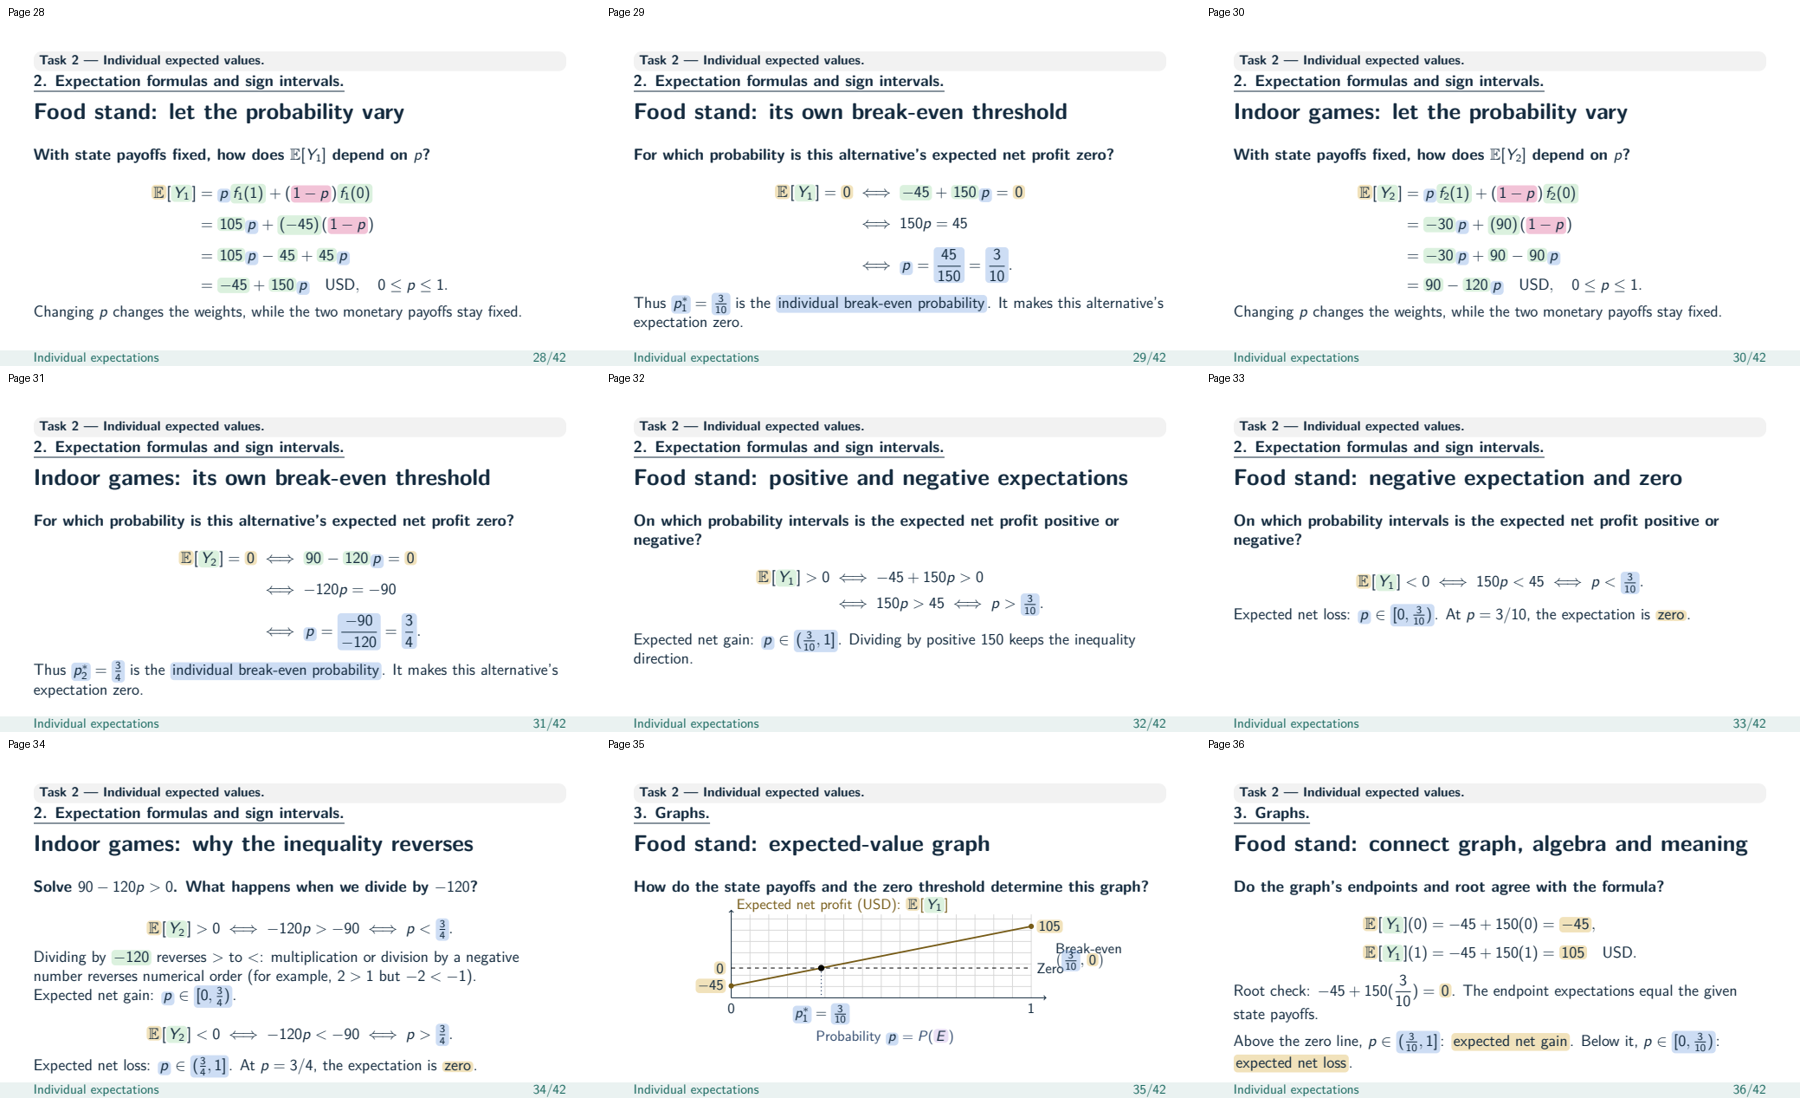 Page 28
Task 2 — Individual expected values.
2. Expectation formulas and sign intervals.
Food stand: let the probability vary
With state payoffs fixed, how does 𝔼[Y₁] depend on p?
𝔼[Y₁] = p f₁(1) + (1 − p) f₁(0)
= 105 p + (−45)(1 − p)
= 105 p − 45 + 45 p
= −45 + 150 p USD, 0 ≤ p ≤ 1.
Changing p changes the weights, while the two monetary payoffs stay fixed.
Individual expectations 28/42
Page 29
Task 2 — Individual expected values.
2. Expectation formulas and sign intervals.
Food stand: its own break-even threshold
For which probability is this alternative's expected net profit zero?
𝔼[Y₁] = 0 ⟺ −45 + 150 p = 0
⟺ 150p = 45
⟺ p = 45/150 = 3/10.
Thus p₁* = 3/10 is the individual break-even probability. It makes this alternative's
expectation zero.
Individual expectations 29/42
Page 30
Task 2 — Individual expected values.
2. Expectation formulas and sign intervals.
Indoor games: let the probability vary
With state payoffs fixed, how does 𝔼[Y₂] depend on p?
𝔼[Y₂] = p f₂(1) + (1 − p) f₂(0)
= −30 p + (90)(1 − p)
= −30 p + 90 − 90 p
= 90 − 120 p USD, 0 ≤ p ≤ 1.
Changing p changes the weights, while the two monetary payoffs stay fixed.
Individual expectations 30/42
Page 31
Task 2 — Individual expected values.
2. Expectation formulas and sign intervals.
Indoor games: its own break-even threshold
For which probability is this alternative's expected net profit zero?
𝔼[Y₂] = 0 ⟺ 90 − 120 p = 0
⟺ −120p = −90
⟺ p = −90/−120 = 3/4.
Thus p₂* = 3/4 is the individual break-even probability. It makes this alternative's
expectation zero.
Individual expectations 31/42
Page 32
Task 2 — Individual expected values.
2. Expectation formulas and sign intervals.
Food stand: positive and negative expectations
On which probability intervals is the expected net profit positive or
negative?
𝔼[Y₁] > 0 ⟺ −45 + 150p > 0
⟺ 150p > 45 ⟺ p > 3/10.
Expected net gain: p ∈ (3/10, 1]. Dividing by positive 150 keeps the inequality
direction.
Individual expectations 32/42
Page 33
Task 2 — Individual expected values.
2. Expectation formulas and sign intervals.
Food stand: negative expectation and zero
On which probability intervals is the expected net profit positive or
negative?
𝔼[Y₁] < 0 ⟺ 150p < 45 ⟺ p < 3/10.
Expected net loss: p ∈ [0, 3/10). At p = 3/10, the expectation is zero.
Individual expectations 33/42
Page 34
Task 2 — Individual expected values.
2. Expectation formulas and sign intervals.
Indoor games: why the inequality reverses
Solve 90 − 120p > 0. What happens when we divide by −120?
𝔼[Y₂] > 0 ⟺ −120p > −90 ⟺ p < 3/4.
Dividing by −120 reverses > to <: multiplication or division by a negative
number reverses numerical order (for example, 2 > 1 but −2 < −1).
Expected net gain: p ∈ [0, 3/4).
𝔼[Y₂] < 0 ⟺ −120p < −90 ⟺ p > 3/4.
Expected net loss: p ∈ (3/4, 1]. At p = 3/4, the expectation is zero.
Individual expectations 34/42
Page 35
Task 2 — Individual expected values.
3. Graphs.
Food stand: expected-value graph
How do the state payoffs and the zero threshold determine this graph?
Expected net profit (USD): 𝔼[Y₁]
105
Break-even
(3/10, 0)
0
Zero
−45
0
1
p₁* = 3/10
Probability p = P(E)
Individual expectations 35/42
Page 36
Task 2 — Individual expected values.
3. Graphs.
Food stand: connect graph, algebra and meaning
Do the graph's endpoints and root agree with the formula?
𝔼[Y₁](0) = −45 + 150(0) = −45,
𝔼[Y₁](1) = −45 + 150(1) = 105 USD.
Root check: −45 + 150(3/10) = 0. The endpoint expectations equal the given
state payoffs.
Above the zero line, p ∈ (3/10, 1]: expected net gain. Below it, p ∈ [0, 3/10):
expected net loss.
Individual expectations 36/42